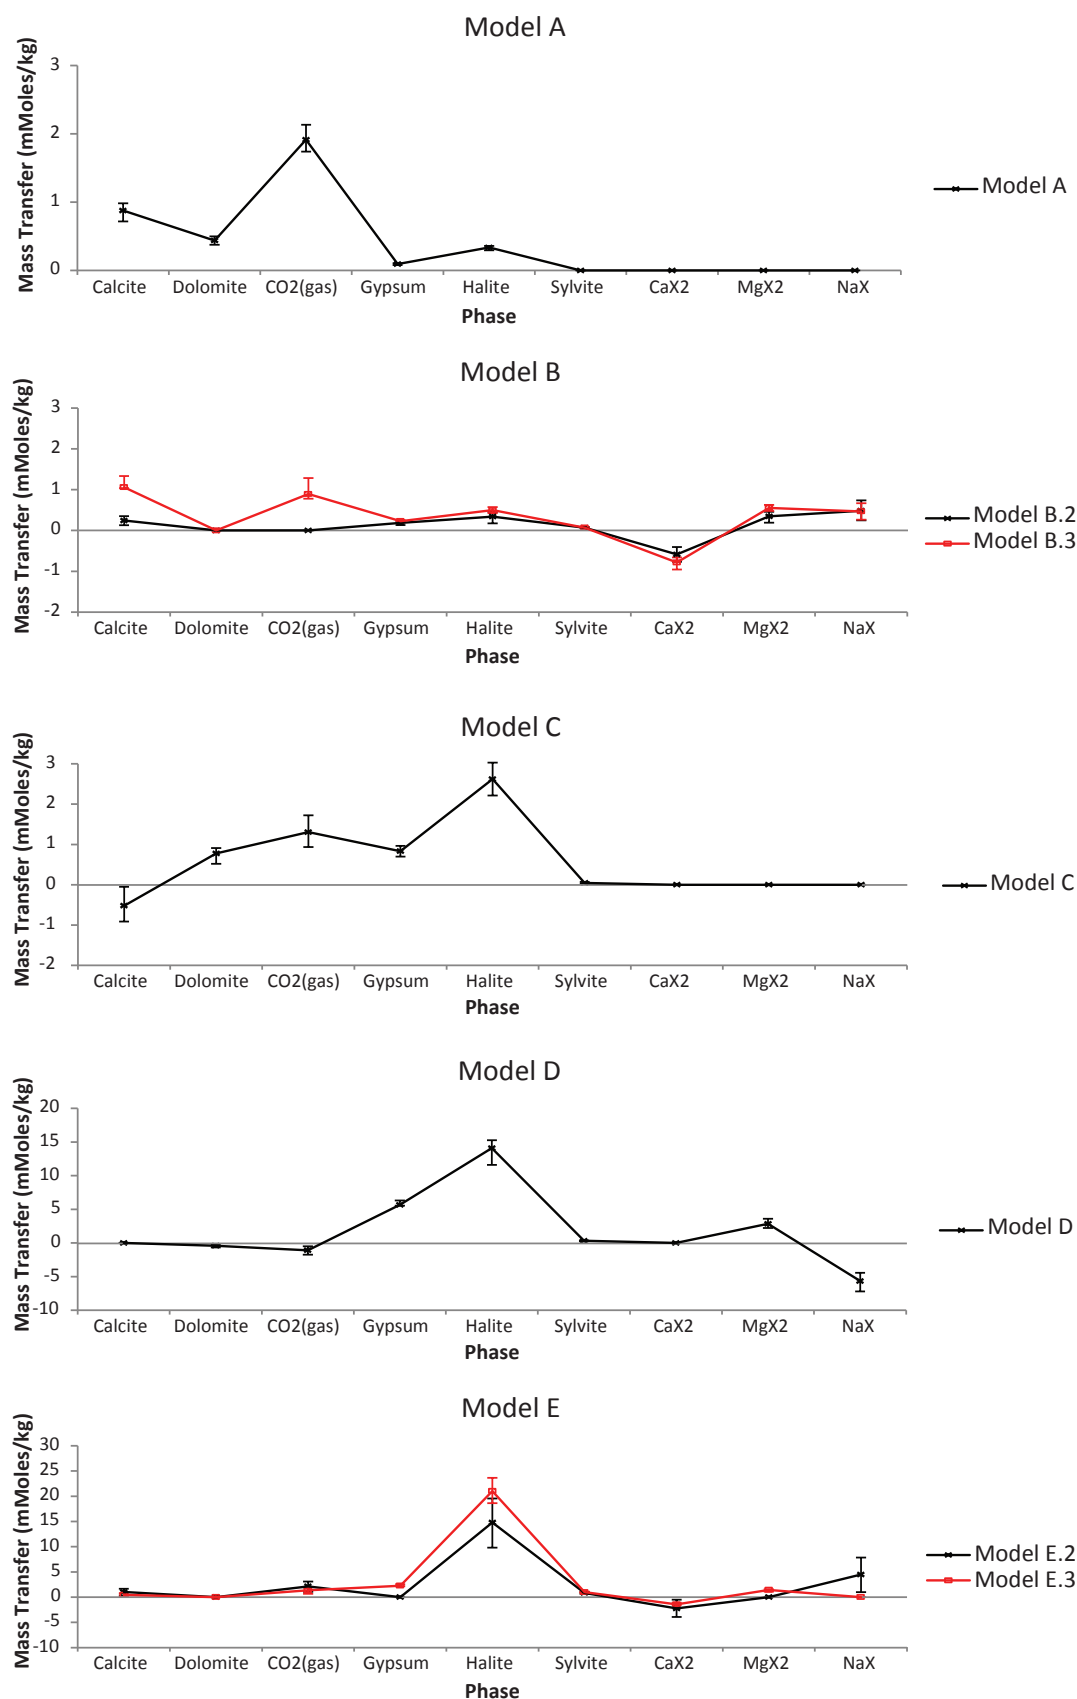 Model A
Mass Transfer (mMoles/kg)
3
2
1
0
Calcite Dolomite CO2(gas) Gypsum Halite Sylvite CaX2 MgX2 NaX
Phase
Model A
Model B
Mass Transfer (mMoles/kg)
3
2
1
0
-1
-2
Calcite Dolomite CO2(gas) Gypsum Halite Sylvite CaX2 MgX2 NaX
Phase
Model B.2
Model B.3
Model C
Mass Transfer (mMoles/kg)
3
2
1
0
-1
-2
Calcite Dolomite CO2(gas) Gypsum Halite Sylvite CaX2 MgX2 NaX
Phase
Model C
Model D
Mass Transfer (mMoles/kg)
20
15
10
5
0
-5
-10
Calcite Dolomite CO2(gas) Gypsum Halite Sylvite CaX2 MgX2 NaX
Phase
Model D
Model E
Mass Transfer (mMoles/kg)
30
25
20
15
10
5
0
-5
-10
Calcite Dolomite CO2(gas) Gypsum Halite Sylvite CaX2 MgX2 NaX
Phase
Model E.2
Model E.3